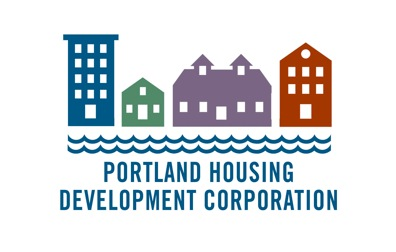 PORTLAND HOUSING
DEVELOPMENT CORPORATION